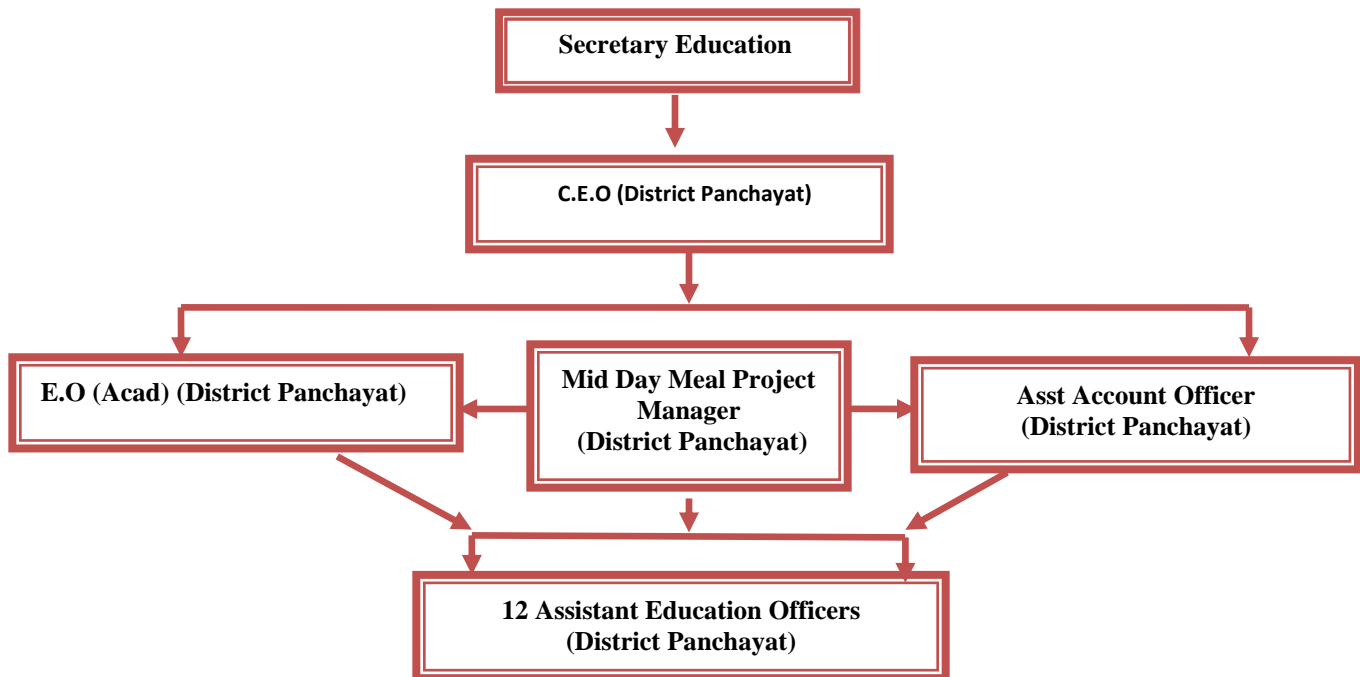 Secretary Education
C.E.O (District Panchayat)
E.O (Acad) (District Panchayat)
Mid Day Meal Project
Manager
(District Panchayat)
Asst Account Officer
(District Panchayat)
12 Assistant Education Officers
(District Panchayat)